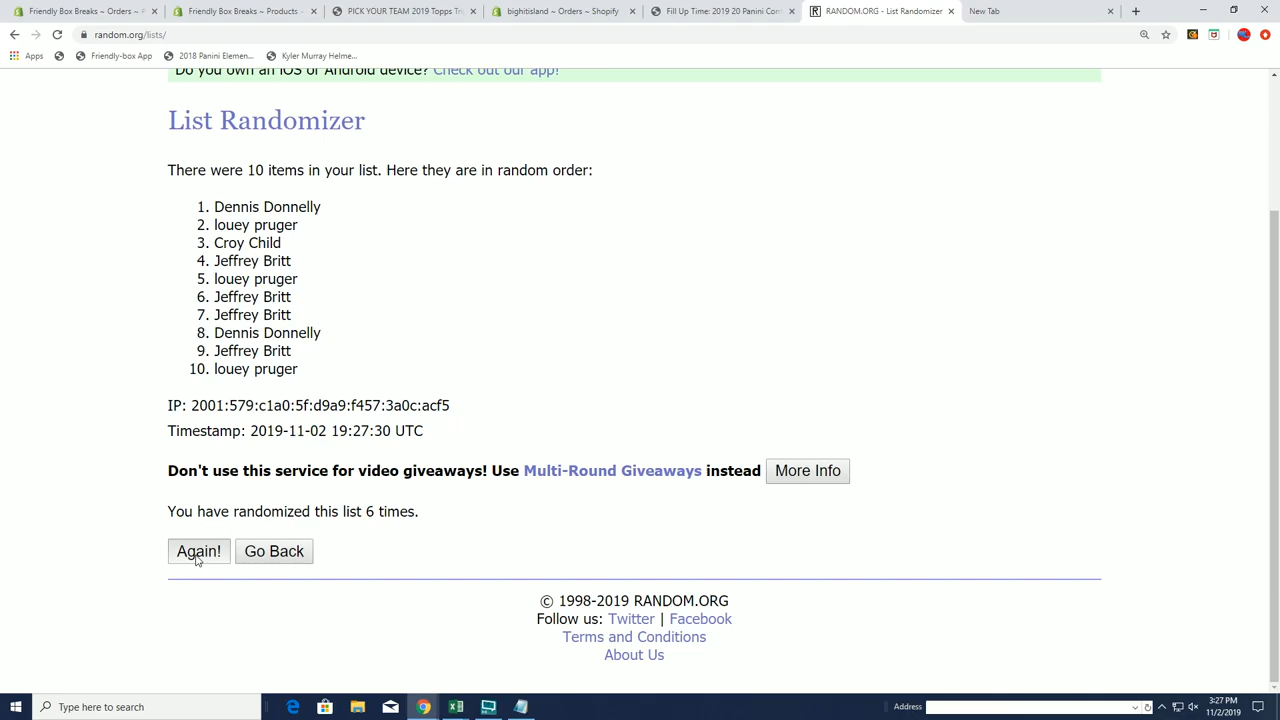 Friendly Box Breaks ~ Orders ~ F
Friendly Box Breaks ~ Products ~
PICK YOUR TEAM 2019 Topps Tri
bighitisland ~ Orders ~ Shopify
Fill Up Time: 2019 20 Panini Cont
RANDOM.ORG - List Randomizer
New Tab
random.org/lists/
Apps
Friendly-box App
2018 Panini Elemen...
Kyler Murray Helme...
Do you own an iOS or Android device? Check out our app!
List Randomizer
There were 10 items in your list. Here they are in random order:
1. Dennis Donnelly
2. louey pruger
3. Croy Child
4. Jeffrey Britt
5. louey pruger
6. Jeffrey Britt
7. Jeffrey Britt
8. Dennis Donnelly
9. Jeffrey Britt
10. louey pruger
IP: 2001:579:c1a0:5f:d9a9:f457:3a0c:acf5
Timestamp: 2019-11-02 19:27:30 UTC
Don't use this service for video giveaways! Use Multi-Round Giveaways instead More Info
You have randomized this list 6 times.
Again! Go Back
© 1998-2019 RANDOM.ORG
Follow us: Twitter | Facebook
Terms and Conditions
About Us
Type here to search
Address
3:27 PM
11/2/2019